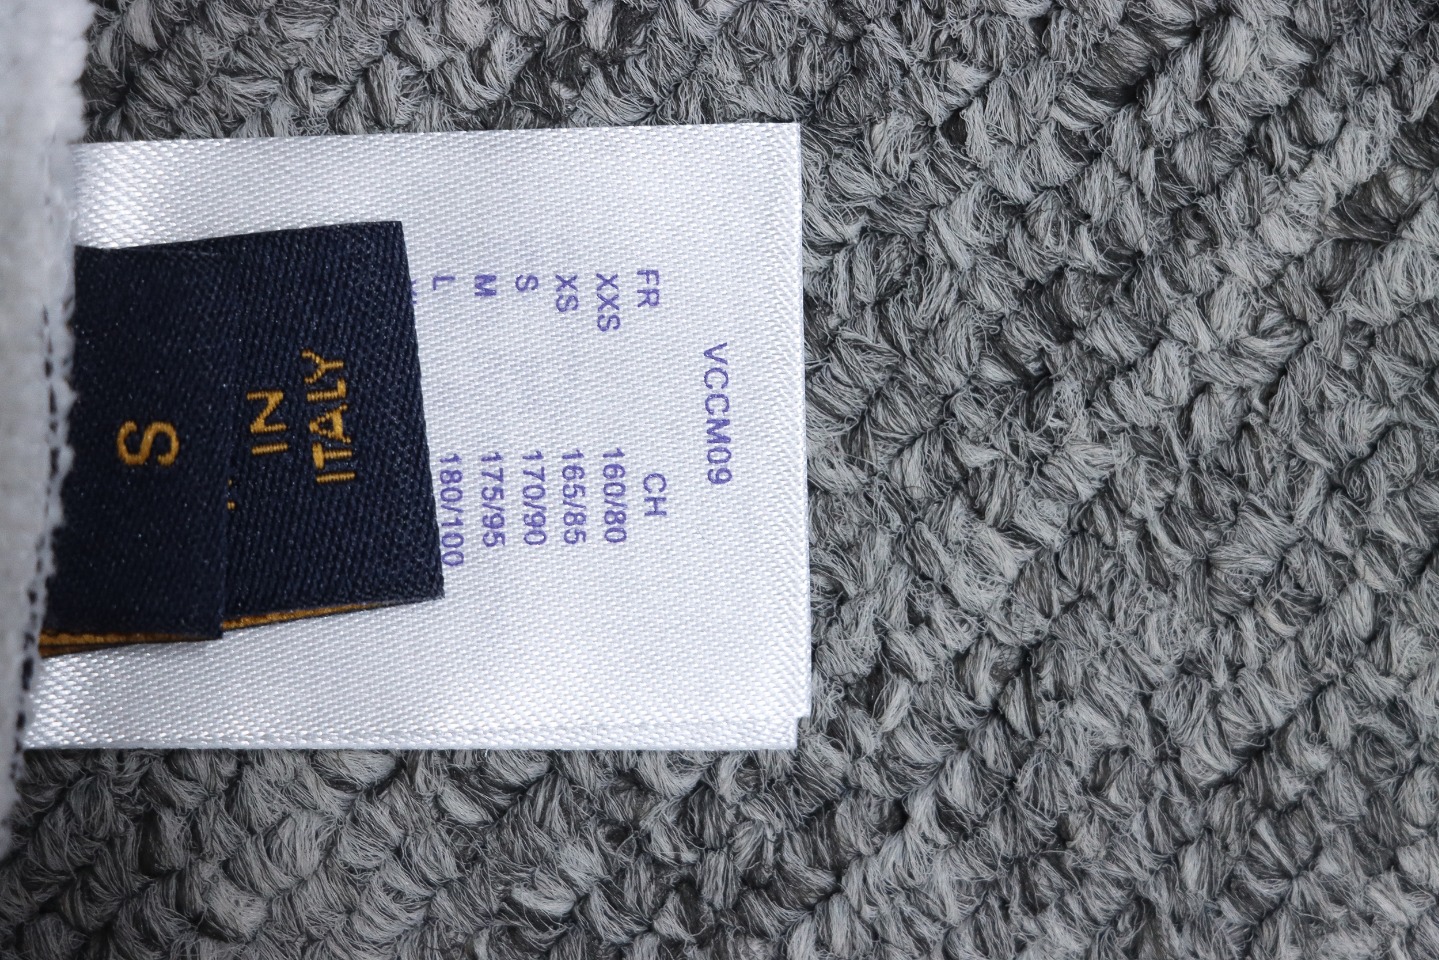 VCCM09
FR CH
XXS 160/80
XS 165/85
S 170/90
M 175/95
L 180/100
S
IN
ITALY